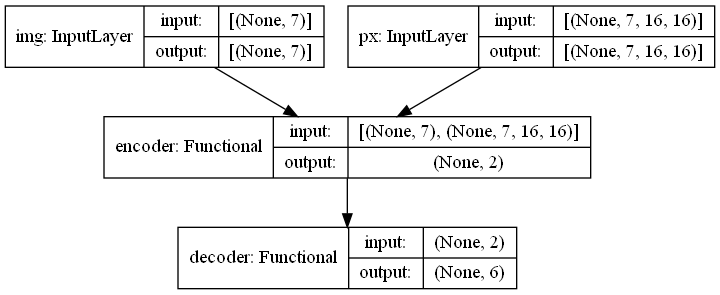 img: InputLayer
input:
[(None, 7)]
output:
[(None, 7)]
px: InputLayer
input:
[(None, 7, 16, 16)]
output:
[(None, 7, 16, 16)]
encoder: Functional
input:
[(None, 7), (None, 7, 16, 16)]
output:
(None, 2)
decoder: Functional
input:
(None, 2)
output:
(None, 6)